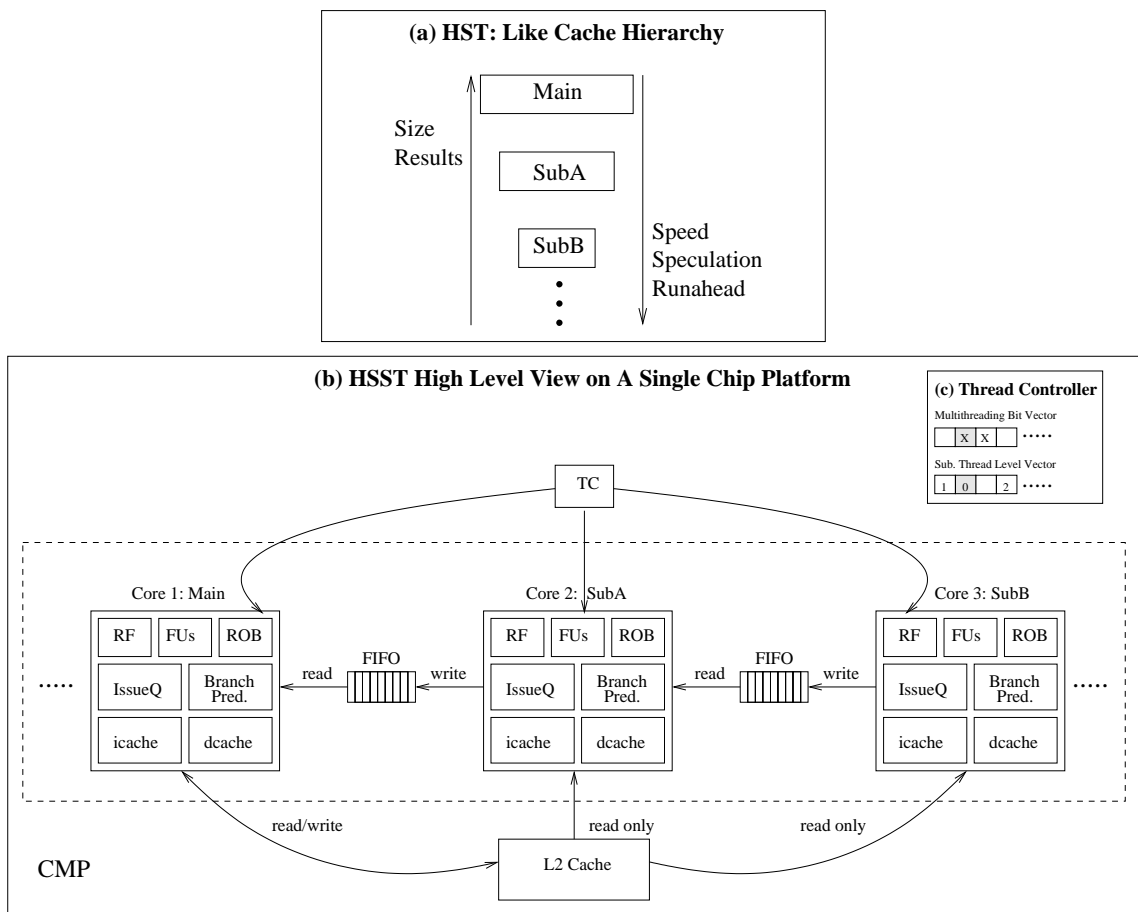 (a) HST: Like Cache Hierarchy
Main
Size
Results
SubA
SubB
Speed
Speculation
Runahead
(b) HSST High Level View on A Single Chip Platform
(c) Thread Controller
Multithreading Bit Vector
X X .....
Sub. Thread Level Vector
1 0 2 .....
TC
Core 1: Main
Core 2: SubA
Core 3: SubB
RF FUs ROB
IssueQ Branch Pred.
icache dcache
read FIFO write
RF FUs ROB
IssueQ Branch Pred.
icache dcache
read FIFO write
RF FUs ROB
IssueQ Branch Pred.
icache dcache
.....
.....
read/write
read only
read only
L2 Cache
CMP